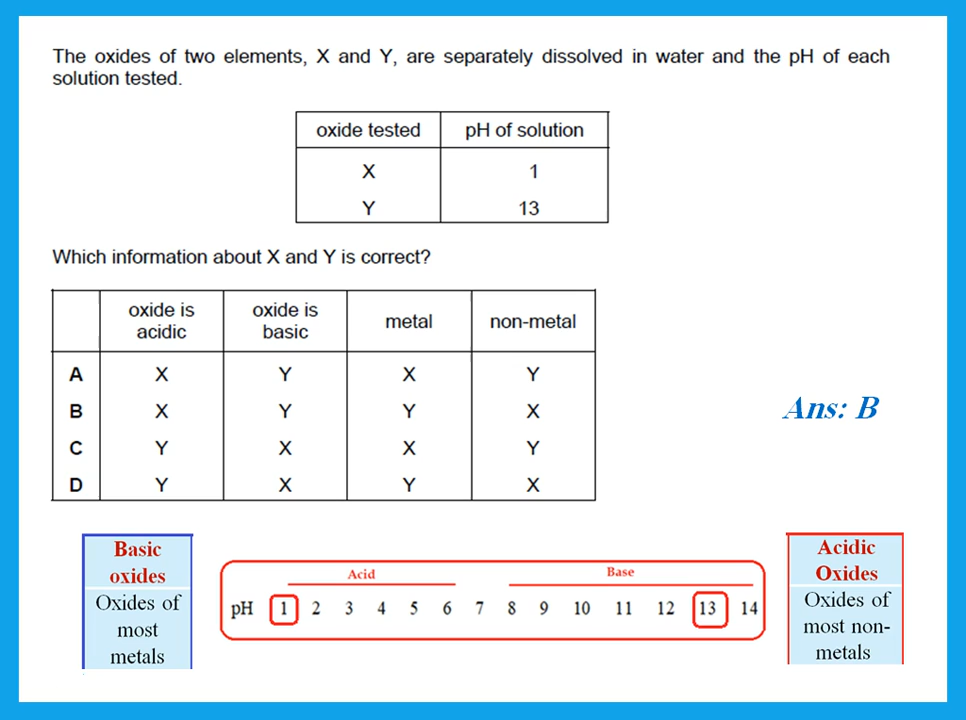 The oxides of two elements, X and Y, are separately dissolved in water and the pH of each
solution tested.
oxide tested pH of solution
X 1
Y 13
Which information about X and Y is correct?
oxide is acidic oxide is basic metal non-metal
A X Y X Y
B X Y Y X
C Y X X Y
D Y X Y X
Ans: B
Basic
oxides
Oxides of
most
metals
Acid Base
pH 1 2 3 4 5 6 7 8 9 10 11 12 13 14
Acidic
Oxides
Oxides of
most non-
metals